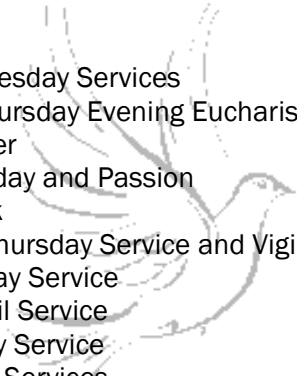 esday Services
ursday Evening Eucharis
er
day and Passion
k
hursday Service and Vigi
ay Service
il Service
y Service
Services